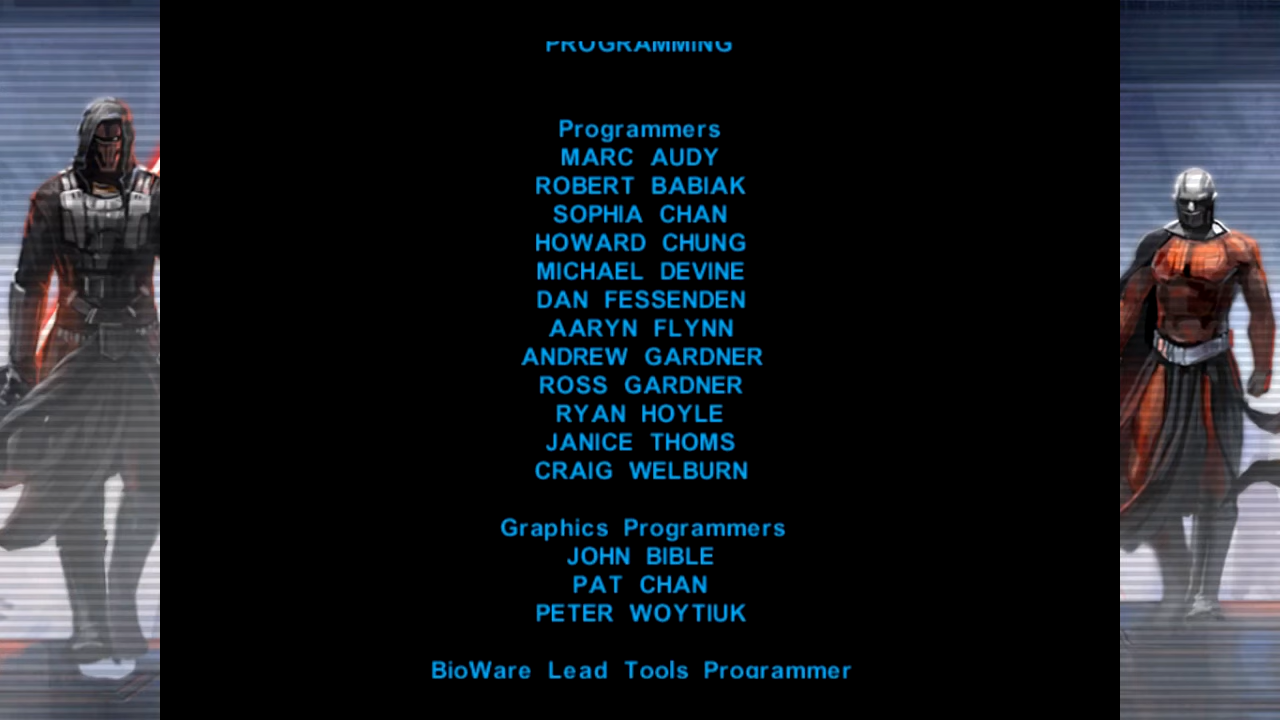 PROGRAMMING
Programmers
MARC AUDY
ROBERT BABIAK
SOPHIA CHAN
HOWARD CHUNG
MICHAEL DEVINE
DAN FESSENDEN
AARYN FLYNN
ANDREW GARDNER
ROSS GARDNER
RYAN HOYLE
JANICE THOMS
CRAIG WELBURN
Graphics Programmers
JOHN BIBLE
PAT CHAN
PETER WOYTIUK
BioWare Lead Tools Programmer